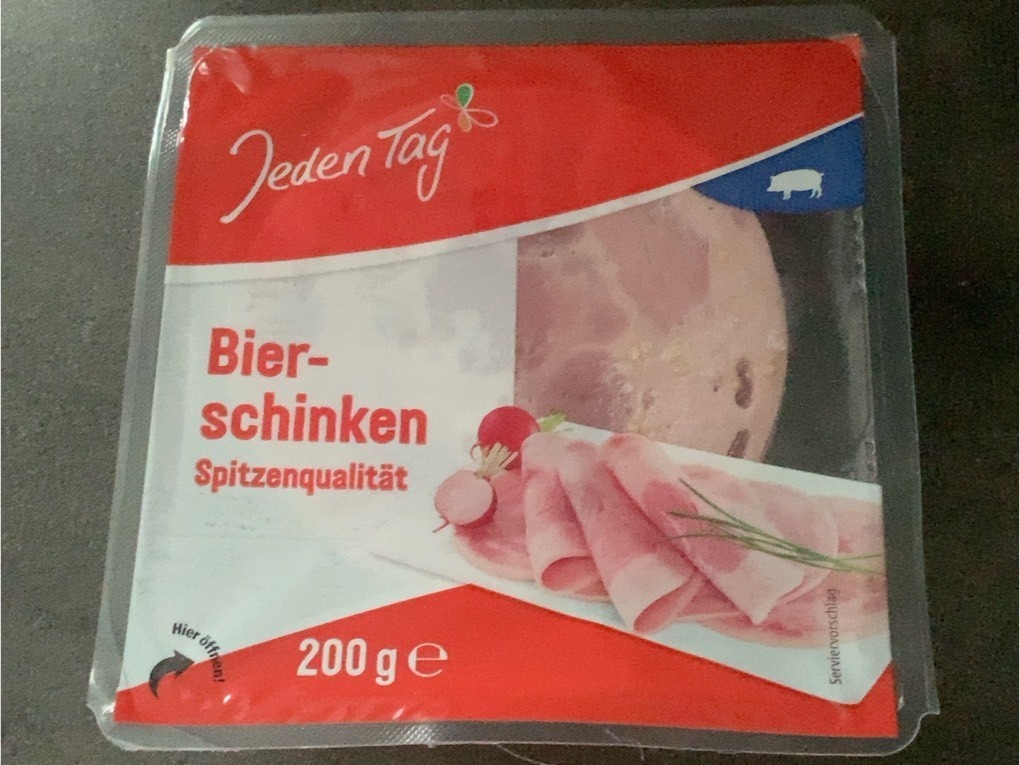 Jeden Tag
Bier-
schinken
Spitzenqualität
Serviervorschlag
Hier öffnen!
200 g ℮